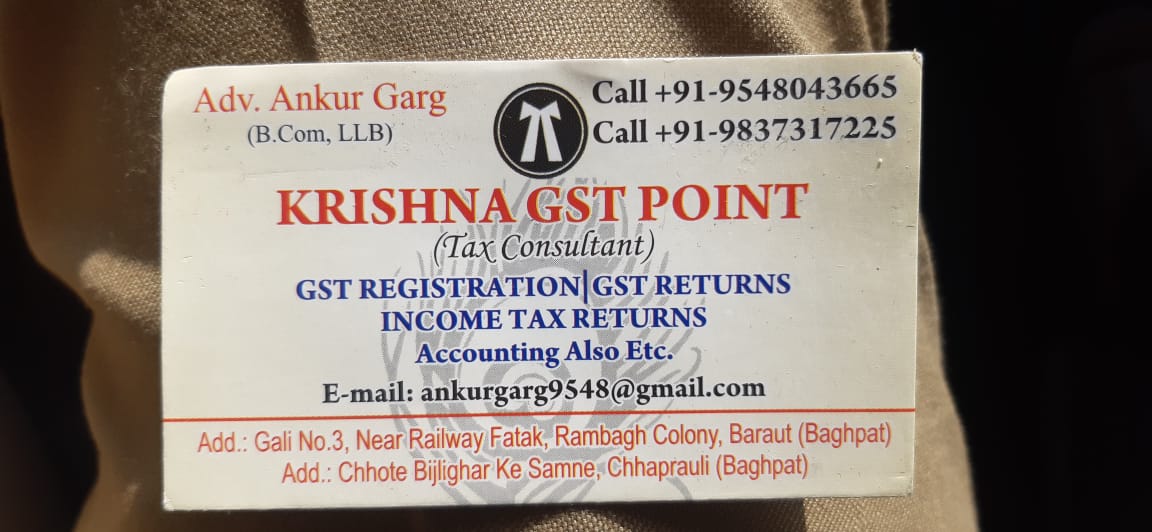 Adv. Ankur Garg
(B.Com, LLB)
Call +91-9548043665
Call +91-9837317225
KRISHNA GST POINT
(Tax Consultant)
GST REGISTRATION|GST RETURNS
INCOME TAX RETURNS
Accounting Also Etc.
E-mail: ankurgarg9548@gmail.com
Add.: Gali No.3, Near Railway Fatak, Rambagh Colony, Baraut (Baghpat)
Add.: Chhote Bijlighar Ke Samne, Chhaprauli (Baghpat)